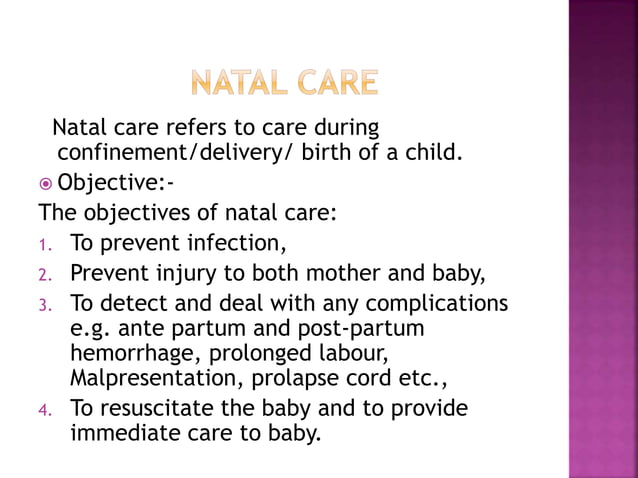 NATAL CARE
Natal care refers to care during
confinement/delivery/ birth of a child.
Objective:-
The objectives of natal care:
1. To prevent infection,
2. Prevent injury to both mother and baby,
3. To detect and deal with any complications
e.g. ante partum and post-partum
hemorrhage, prolonged labour,
Malpresentation, prolapse cord etc.,
4. To resuscitate the baby and to provide
immediate care to baby.